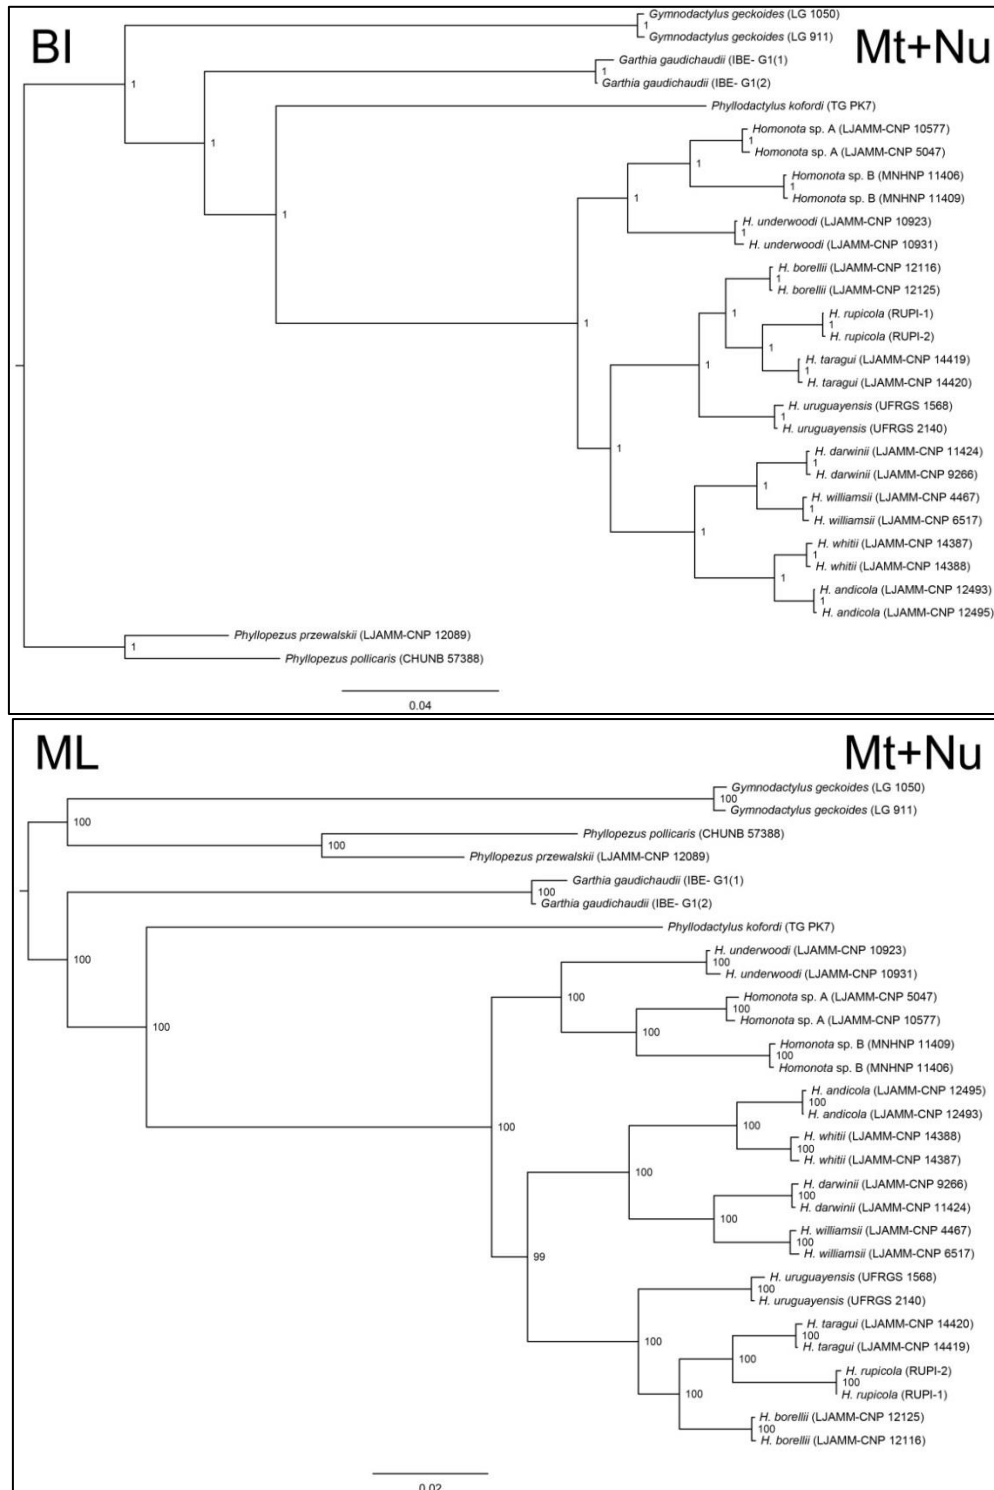 BI
Mt+Nu
Gymnodactylus geckoides (LG 1050)
1
Gymnodactylus geckoides (LG 911)
Garthia gaudichaudii (IBE- G1(1)
1
1
Garthia gaudichaudii (IBE- G1(2)
Phyllodactylus kofordi (TG PK7)
Homonota sp. A (LJAMM-CNP 10577)
1
1
Homonota sp. A (LJAMM-CNP 5047)
1
Homonota sp. B (MNHNP 11406)
1
Homonota sp. B (MNHNP 11409)
1
1
H. underwoodi (LJAMM-CNP 10923)
1
H. underwoodi (LJAMM-CNP 10931)
H. borellii (LJAMM-CNP 12116)
1
H. borellii (LJAMM-CNP 12125)
1
H. rupicola (RUPI-1)
1
1
H. rupicola (RUPI-2)
1
H. taragui (LJAMM-CNP 14419)
1
1
H. taragui (LJAMM-CNP 14420)
H. uruguayensis (UFRGS 1568)
1
H. uruguayensis (UFRGS 2140)
1
H. darwinii (LJAMM-CNP 11424)
1
H. darwinii (LJAMM-CNP 9266)
1
H. williamsii (LJAMM-CNP 4467)
1
H. williamsii (LJAMM-CNP 6517)
1
H. whitii (LJAMM-CNP 14387)
1
H. whitii (LJAMM-CNP 14388)
1
H. andicola (LJAMM-CNP 12493)
1
H. andicola (LJAMM-CNP 12495)
Phyllopezus przewalskii (LJAMM-CNP 12089)
1
Phyllopezus pollicaris (CHUNB 57388)
0.04
ML
Mt+Nu
Gymnodactylus geckoides (LG 1050)
100
Gymnodactylus geckoides (LG 911)
100
Phyllopezus pollicaris (CHUNB 57388)
100
Phyllopezus przewalskii (LJAMM-CNP 12089)
Garthia gaudichaudii (IBE- G1(1)
100
Garthia gaudichaudii (IBE- G1(2)
Phyllodactylus kofordi (TG PK7)
H. underwoodi (LJAMM-CNP 10923)
100
100
H. underwoodi (LJAMM-CNP 10931)
100
Homonota sp. A (LJAMM-CNP 5047)
100
Homonota sp. A (LJAMM-CNP 10577)
100
100
Homonota sp. B (MNHNP 11409)
100
Homonota sp. B (MNHNP 11406)
H. andicola (LJAMM-CNP 12495)
100
H. andicola (LJAMM-CNP 12493)
100
100
H. whitii (LJAMM-CNP 14388)
100
H. whitii (LJAMM-CNP 14387)
100
H. darwinii (LJAMM-CNP 9266)
100
H. darwinii (LJAMM-CNP 11424)
100
H. williamsii (LJAMM-CNP 4467)
100
H. williamsii (LJAMM-CNP 6517)
99
H. uruguayensis (UFRGS 1568)
100
H. uruguayensis (UFRGS 2140)
H. taragui (LJAMM-CNP 14420)
100
H. taragui (LJAMM-CNP 14419)
100
100
H. rupicola (RUPI-2)
100
H. rupicola (RUPI-1)
100
H. borellii (LJAMM-CNP 12125)
100
H. borellii (LJAMM-CNP 12116)
0.02